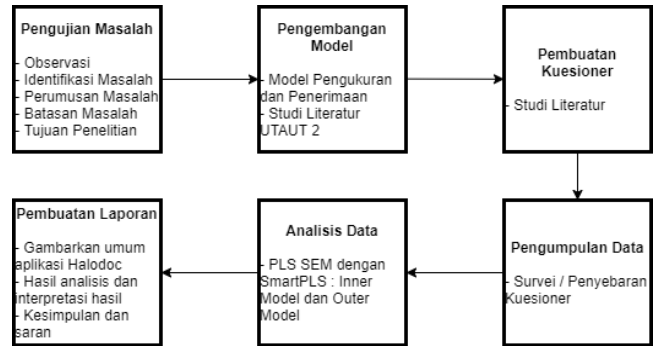 Pengujian Masalah
- Observasi
- Identifikasi Masalah
- Perumusan Masalah
- Batasan Masalah
- Tujuan Penelitian
Pengembangan
Model
- Model Pengukuran
dan Penerimaan
- Studi Literatur
UTAUT 2
Pembuatan
Kuesioner
- Studi Literatur
Pengumpulan Data
- Survei / Penyebaran
Kuesioner
Analisis Data
- PLS SEM dengan
SmartPLS : Inner
Model dan Outer
Model
Pembuatan Laporan
- Gambarkan umum
aplikasi Halodoc
- Hasil analisis dan
interpretasi hasil
- Kesimpulan dan
saran